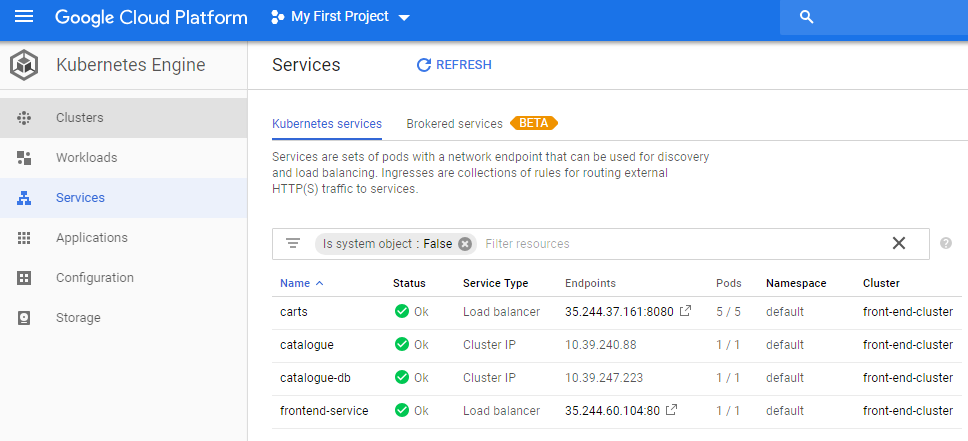 Google Cloud Platform My First Project
Kubernetes Engine
Services REFRESH
Clusters
Workloads
Services
Applications
Configuration
Storage
Kubernetes services Brokered services BETA
Services are sets of pods with a network endpoint that can be used for discovery
and load balancing. Ingresses are collections of rules for routing external
HTTP(S) traffic to services.
Is system object : False Filter resources
Name Status Service Type Endpoints Pods Namespace Cluster
carts Ok Load balancer 35.244.37.161:8080 5 / 5 default front-end-cluster
catalogue Ok Cluster IP 10.39.240.88 1 / 1 default front-end-cluster
catalogue-db Ok Cluster IP 10.39.247.223 1 / 1 default front-end-cluster
frontend-service Ok Load balancer 35.244.60.104:80 1 / 1 default front-end-cluster